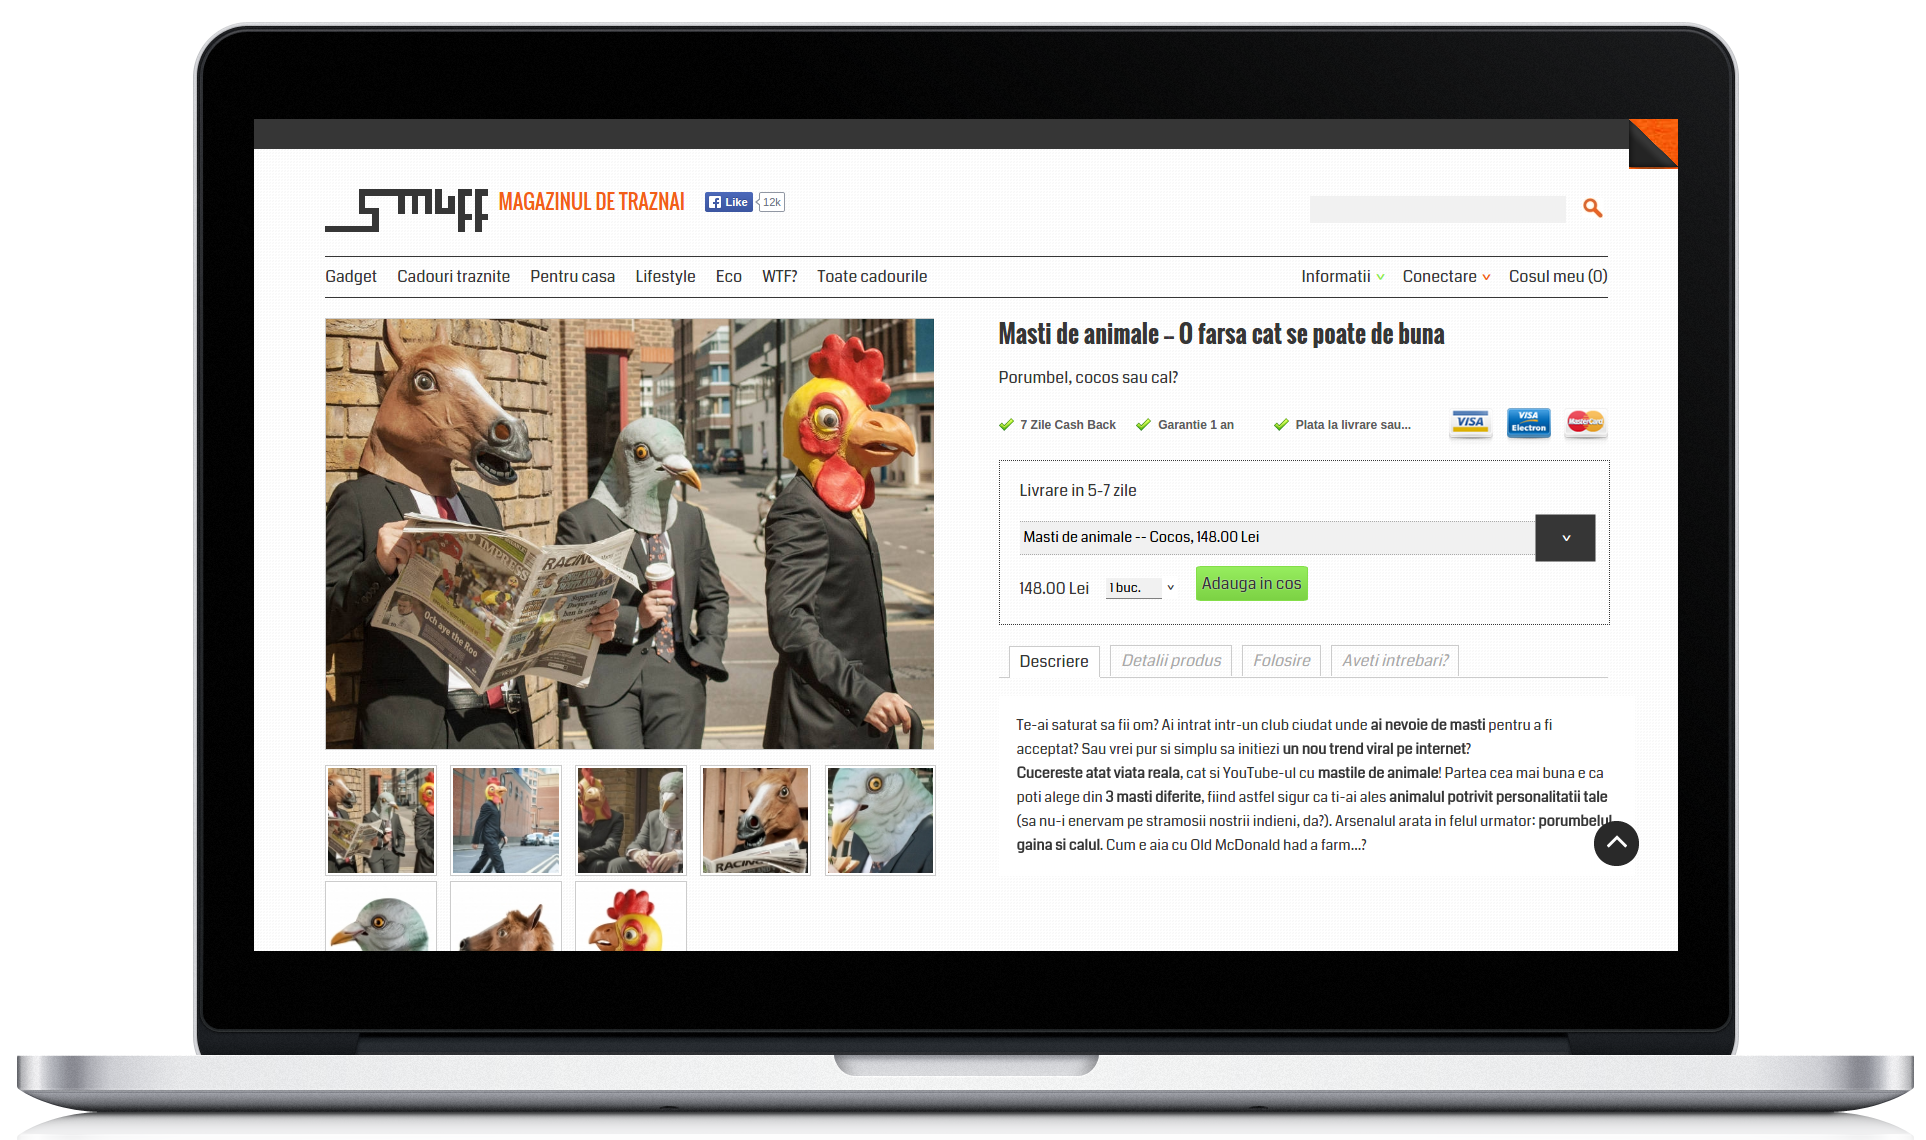 SMUFF MAGAZINUL DE TRAZNAI Like 12k
Gadget Cadouri traznite Pentru casa Lifestyle Eco WTF? Toate cadourile Informatii Conectare Cosul meu (0)
Masti de animale – O farsa cat se poate de buna
Porumbel, cocos sau cal?
7 Zile Cash Back Garantie 1 an Plata la livrare sau... VISA VISA Electron MasterCard
Livrare in 5-7 zile
Masti de animale -- Cocos, 148.00 Lei
148.00 Lei 1 buc. Adauga in cos
Descriere Detalii produs Folosire Aveti intrebari?
Te-ai saturat sa fii om? Ai intrat intr-un club ciudat unde ai nevoie de masti pentru a fi
acceptat? Sau vrei pur si simplu sa initiezi un nou trend viral pe internet?
Cucereste atat viata reala, cat si YouTube-ul cu mastile de animale! Partea cea mai buna e ca
poti alege din 3 masti diferite, fiind astfel sigur ca ti-ai ales animalul potrivit personalitatii tale
(sa nu-i enervam pe stramosii nostrii indieni, da?). Arsenalul arata in felul urmator: porumbelul
gaina si calul. Cum e aia cu Old McDonald had a farm...?
IMPRESS
RACING
Support for
Och aye the Roo
RACING